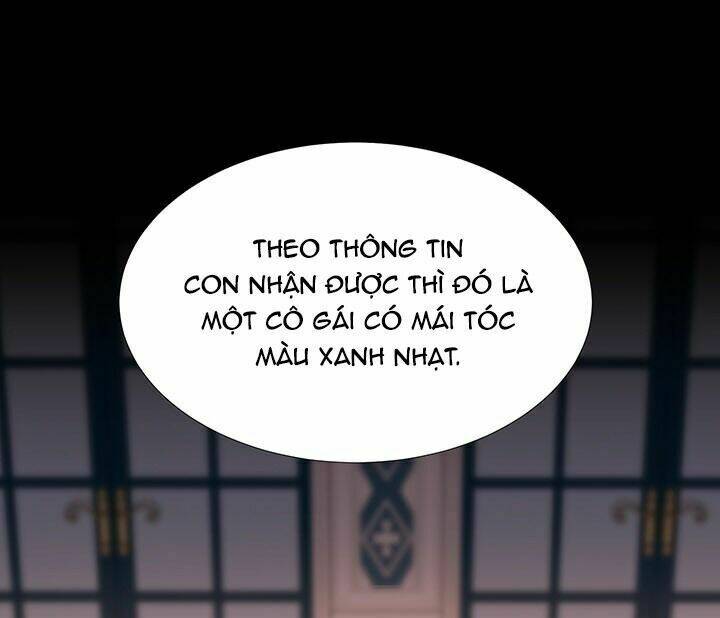 THEO THÔNG TIN
CON NHẬN ĐƯỢC THÌ ĐÓ LÀ
MỘT CÔ GÁI CÓ MÁI TÓC
MÀU XANH NHẠT.